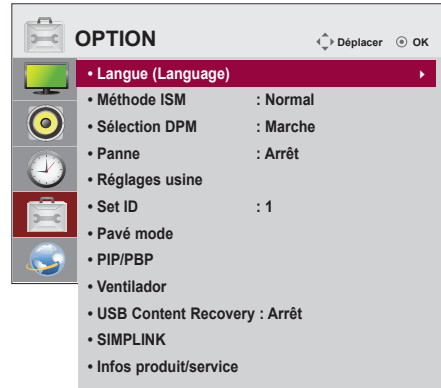 OPTION Déplacer OK
• Langue (Language)
• Méthode ISM : Normal
• Sélection DPM : Marche
• Panne : Arrêt
• Réglages usine
• Set ID : 1
• Pavé mode
• PIP/PBP
• Ventilador
• USB Content Recovery : Arrêt
• SIMPLINK
• Infos produit/service